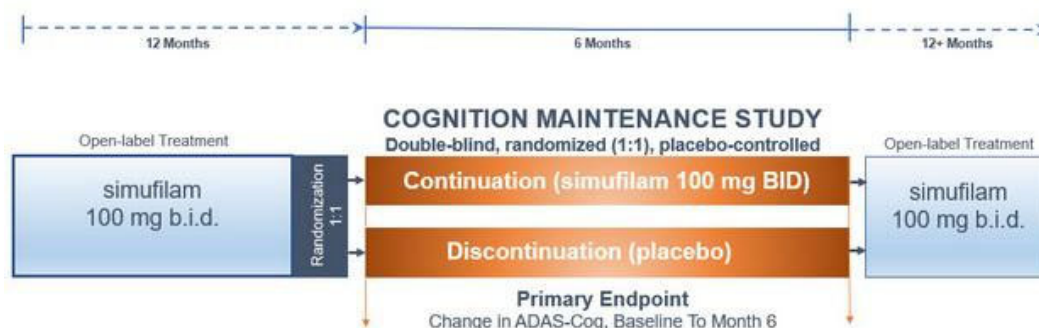 12 Months
6 Months
12+ Months
COGNITION MAINTENANCE STUDY
Double-blind, randomized (1:1), placebo-controlled
Open-label Treatment
simufilam
100 mg b.i.d.
Randomization
1:1
Continuation (simufilam 100 mg BID)
Discontinuation (placebo)
Open-label Treatment
simufilam
100 mg b.i.d.
Primary Endpoint
Change in ADAS-Cog, Baseline To Month 6